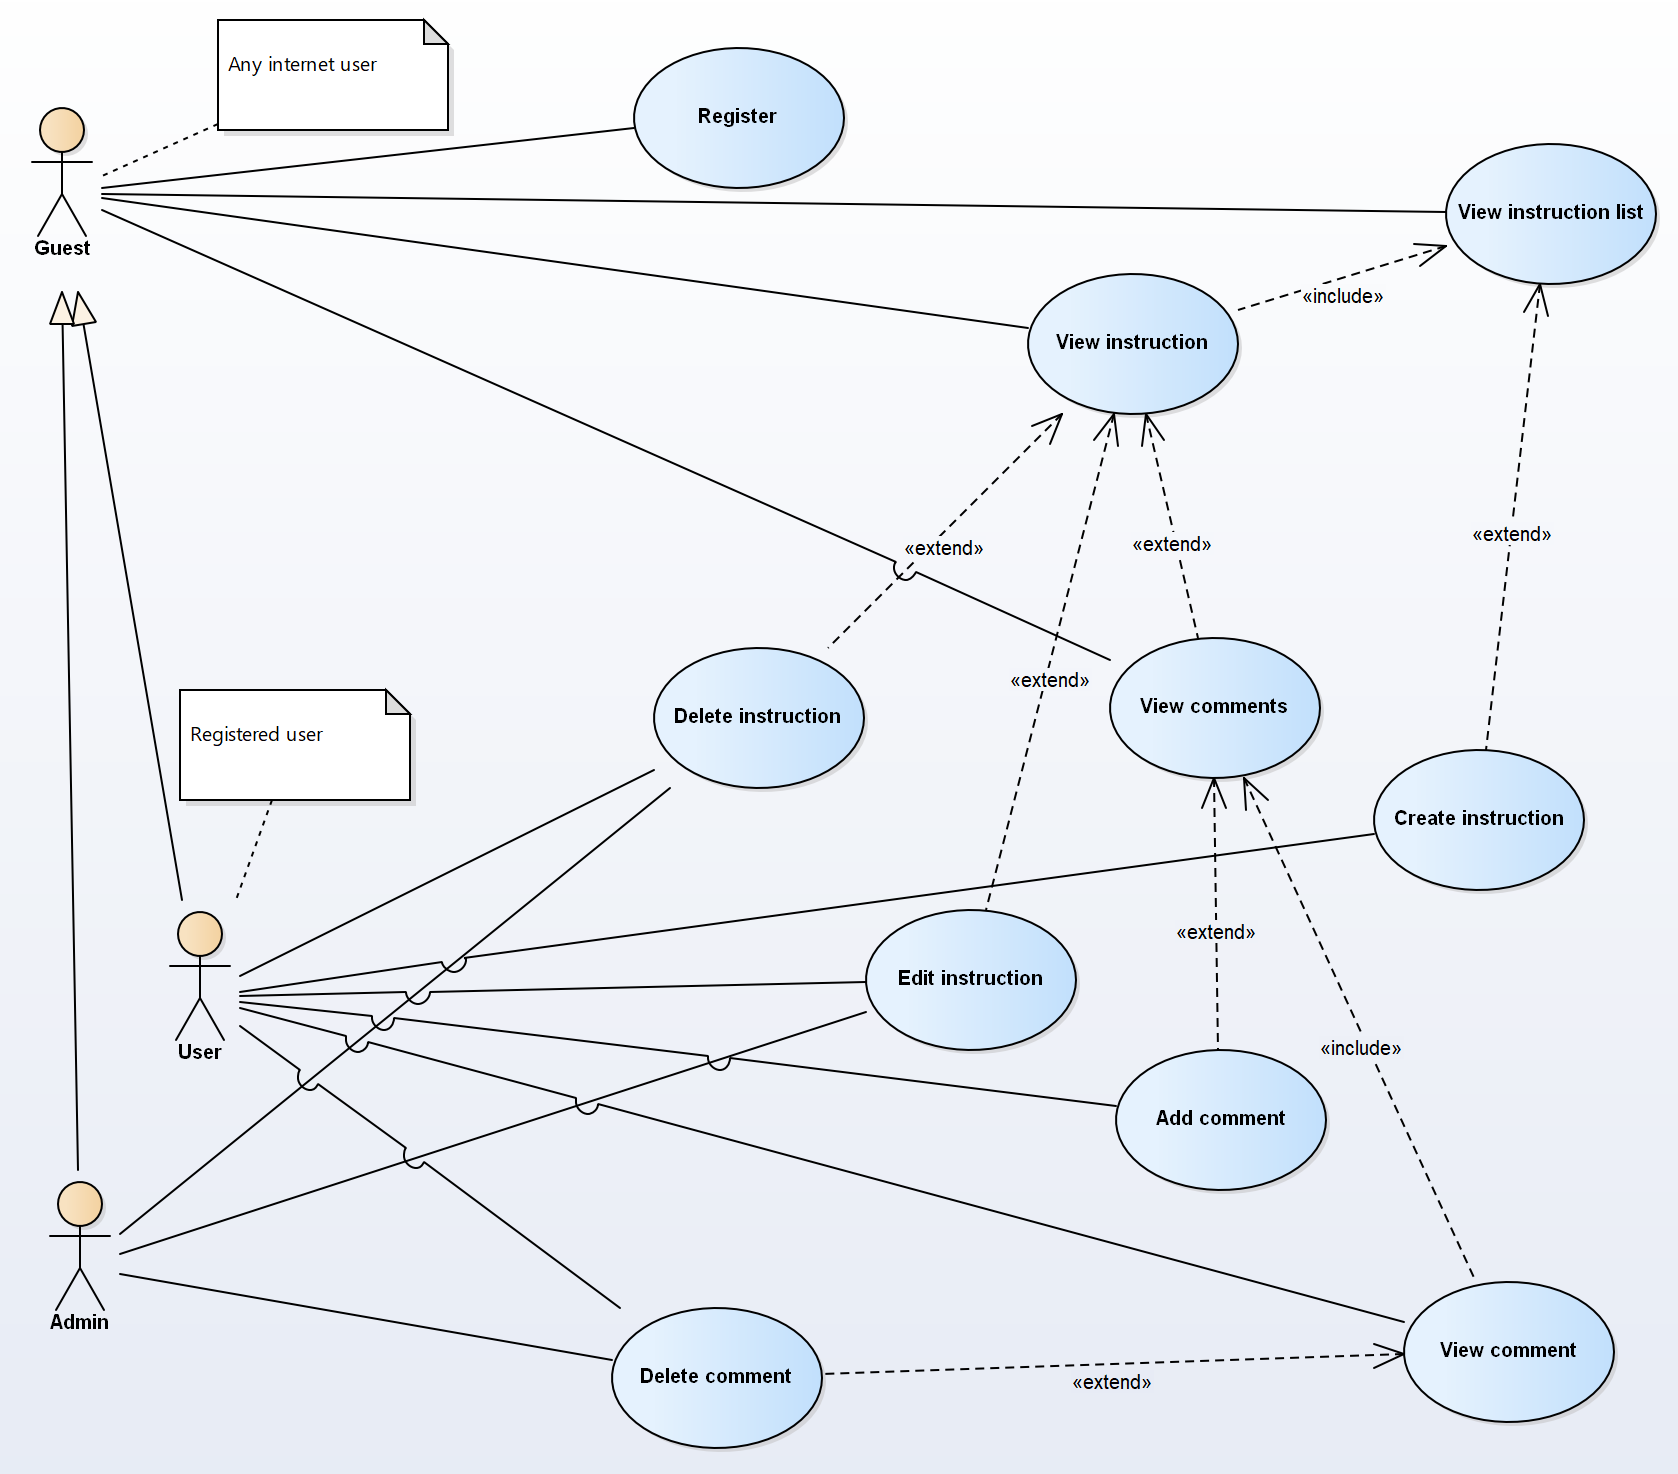 Any internet user
Register
Guest
View instruction list
«include»
View instruction
«extend»
«extend»
«extend»
«extend»
Delete instruction
View comments
Registered user
Create instruction
«extend»
Edit instruction
User
«include»
Add comment
Admin
View comment
Delete comment
«extend»